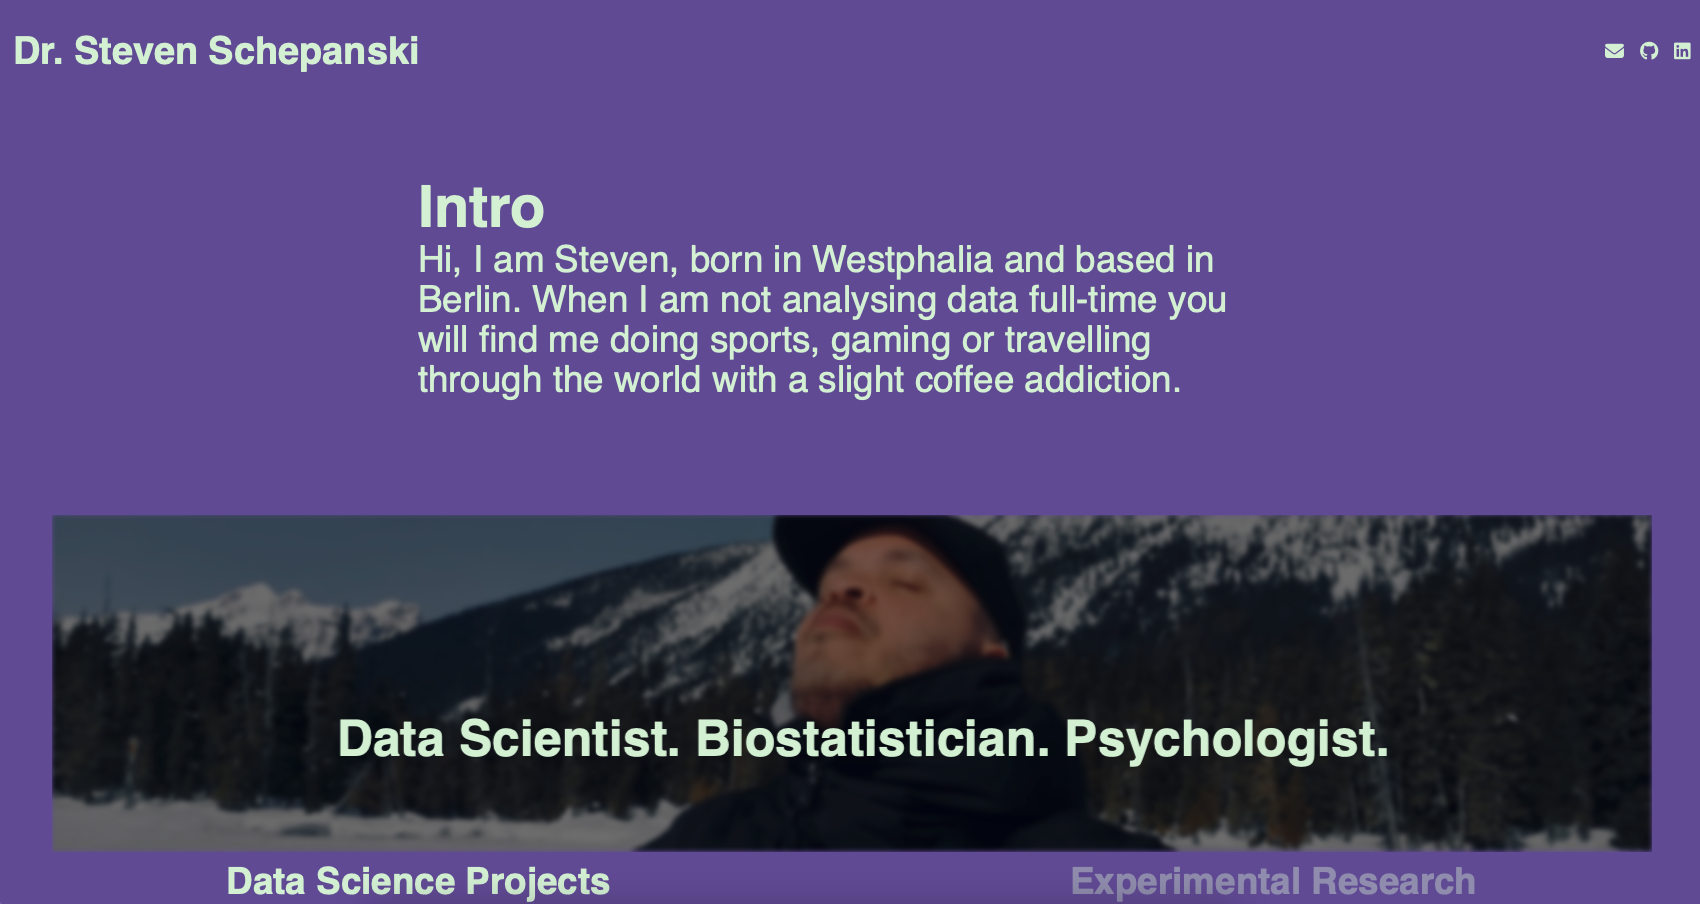 Dr. Steven Schepanski
Intro
Hi, I am Steven, born in Westphalia and based in
Berlin. When I am not analysing data full-time you
will find me doing sports, gaming or travelling
through the world with a slight coffee addiction.
Data Scientist. Biostatistician. Psychologist.
Data Science Projects
Experimental Research